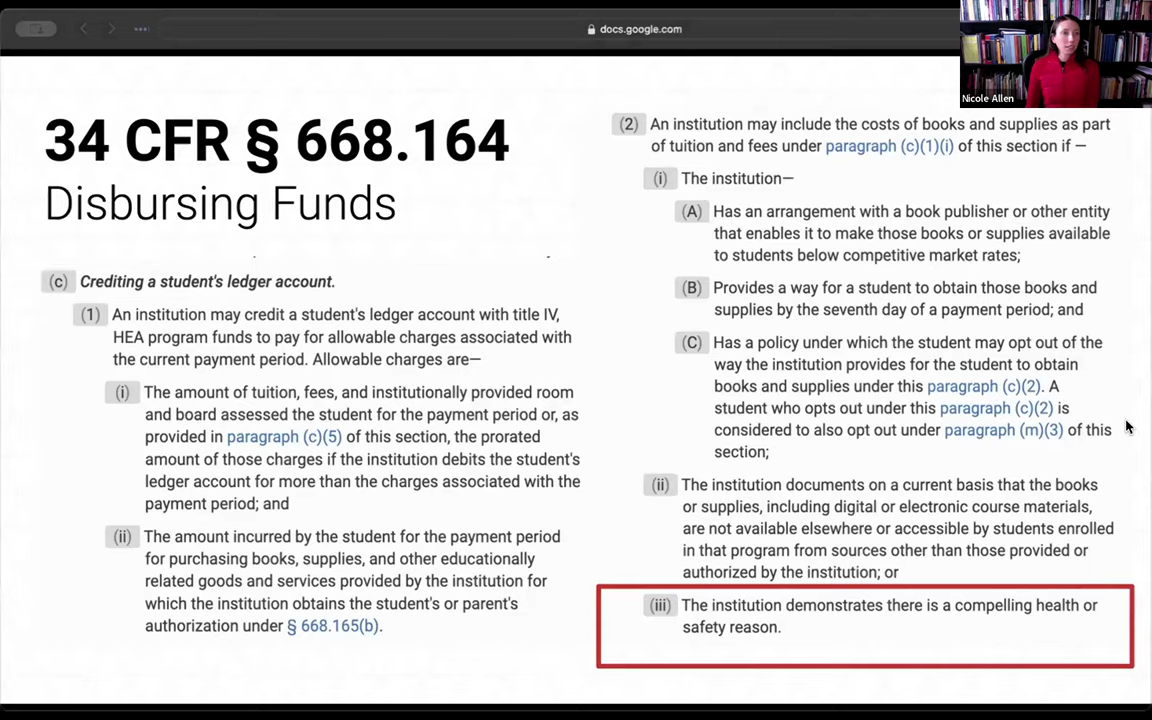 docs.google.com
Nicole Allen
34 CFR § 668.164
Disbursing Funds
(c) Crediting a student's ledger account.
(1) An institution may credit a student's ledger account with title IV,
HEA program funds to pay for allowable charges associated with
the current payment period. Allowable charges are—
(i) The amount of tuition, fees, and institutionally provided room
and board assessed the student for the payment period or, as
provided in paragraph (c)(5) of this section, the prorated
amount of those charges if the institution debits the student's
ledger account for more than the charges associated with the
payment period; and
(ii) The amount incurred by the student for the payment period
for purchasing books, supplies, and other educationally
related goods and services provided by the institution for
which the institution obtains the student's or parent's
authorization under § 668.165(b).
(2) An institution may include the costs of books and supplies as part
of tuition and fees under paragraph (c)(1)(i) of this section if —
(i) The institution—
(A) Has an arrangement with a book publisher or other entity
that enables it to make those books or supplies available
to students below competitive market rates;
(B) Provides a way for a student to obtain those books and
supplies by the seventh day of a payment period; and
(C) Has a policy under which the student may opt out of the
way the institution provides for the student to obtain
books and supplies under this paragraph (c)(2). A
student who opts out under this paragraph (c)(2) is
considered to also opt out under paragraph (m)(3) of this
section;
(ii) The institution documents on a current basis that the books
or supplies, including digital or electronic course materials,
are not available elsewhere or accessible by students enrolled
in that program from sources other than those provided or
authorized by the institution; or
(iii) The institution demonstrates there is a compelling health or
safety reason.